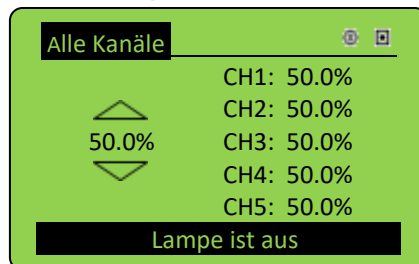 Alle Kanäle
CH1: 50.0%
CH2: 50.0%
50.0%
CH3: 50.0%
CH4: 50.0%
CH5: 50.0%
Lampe ist aus